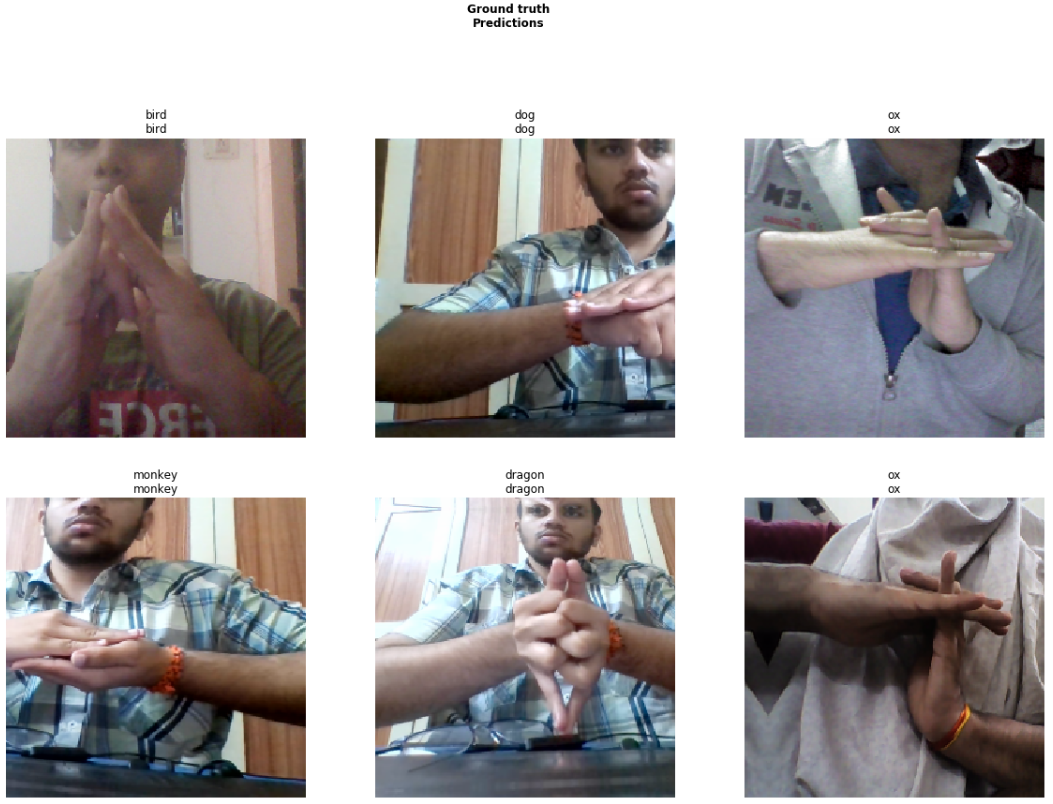 Ground truth
Predictions
bird
bird
dog
dog
ox
ox
monkey
monkey
dragon
dragon
ox
ox